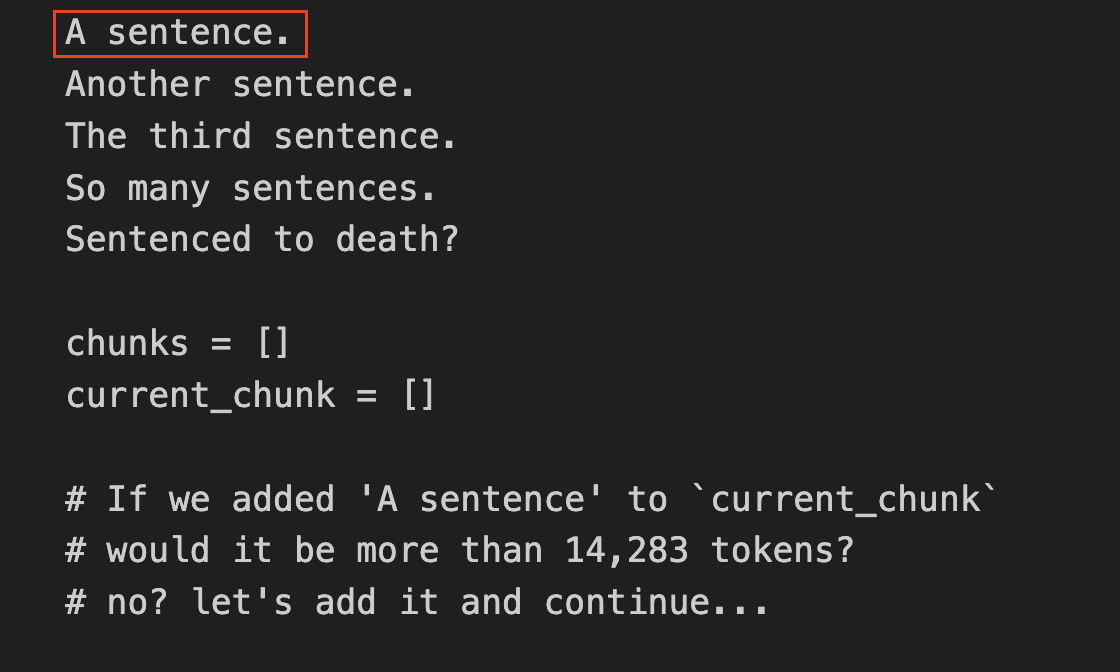 A sentence.
Another sentence.
The third sentence.
So many sentences.
Sentenced to death?
chunks = []
current_chunk = []
# If we added 'A sentence' to `current_chunk`
# would it be more than 14,283 tokens?
# no? let's add it and continue...